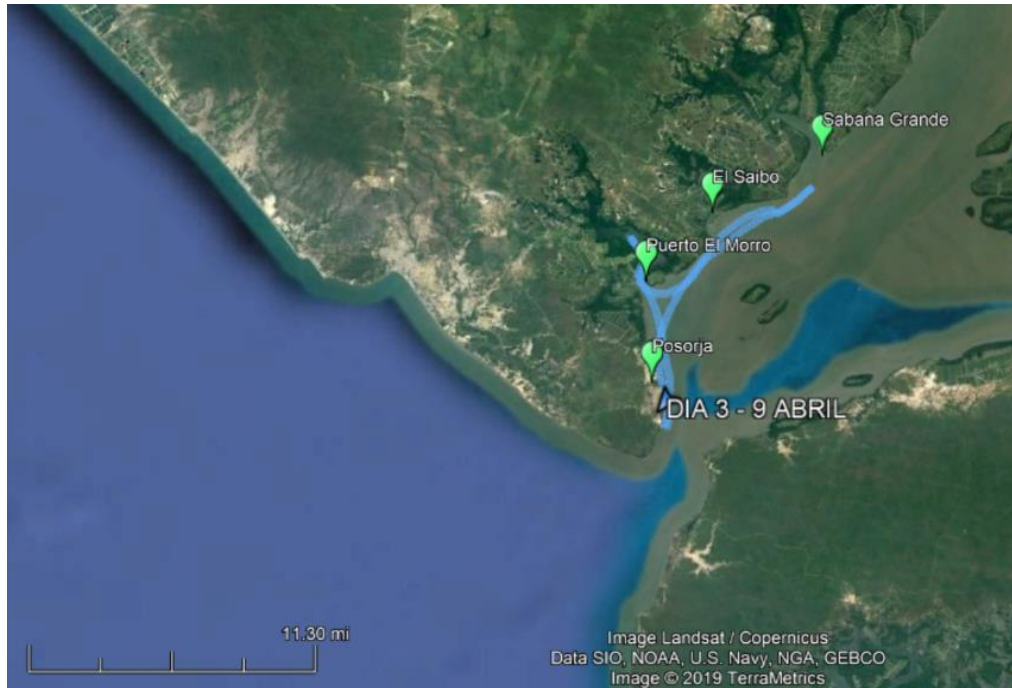 Sabana Grande
El Saibo
Puerto El Morro
Posorja
DIA 3 - 9 ABRIL
11.30 mi
Image Landsat / Copernicus
Data SIO, NOAA, U.S. Navy, NGA, GEBCO
Image © 2019 TerraMetrics